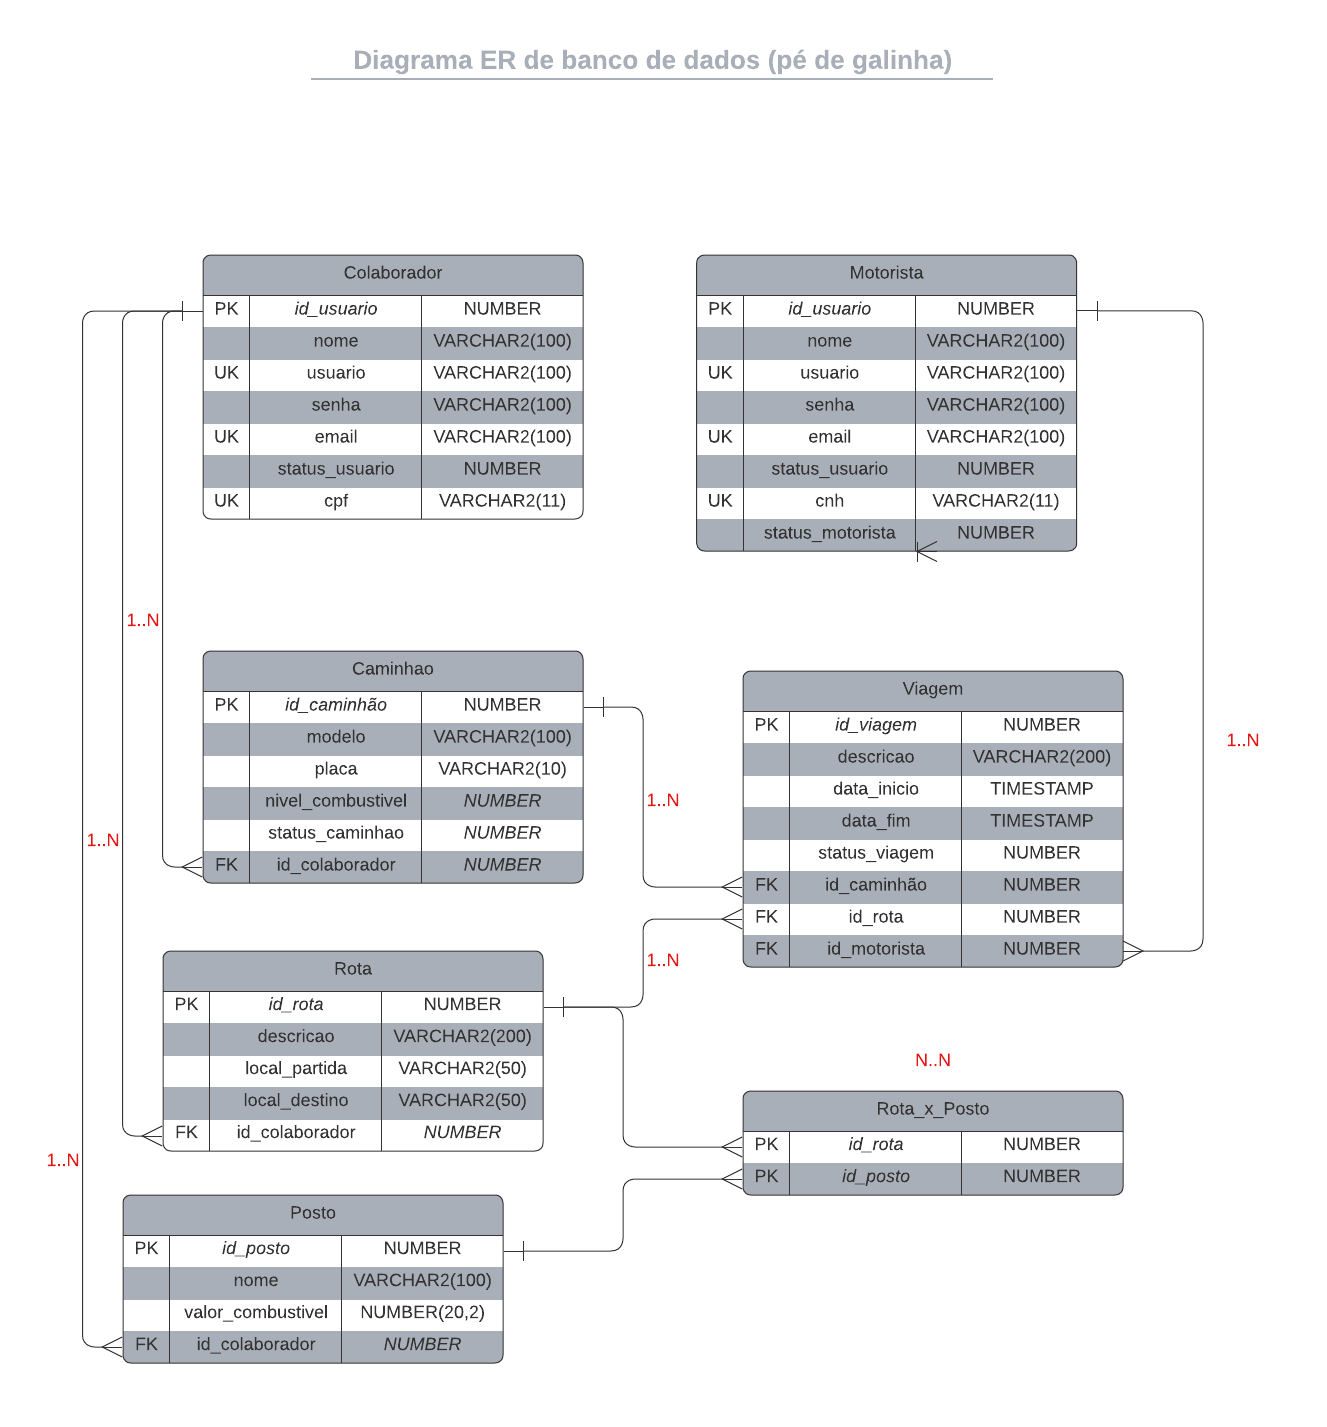 Diagrama ER de banco de dados (pé de galinha)
Colaborador
PK id_usuario NUMBER
nome VARCHAR2(100)
UK usuario VARCHAR2(100)
senha VARCHAR2(100)
UK email VARCHAR2(100)
status_usuario NUMBER
UK cpf VARCHAR2(11)
Motorista
PK id_usuario NUMBER
nome VARCHAR2(100)
UK usuario VARCHAR2(100)
senha VARCHAR2(100)
UK email VARCHAR2(100)
status_usuario NUMBER
UK cnh VARCHAR2(11)
status_motorista NUMBER
1..N
Caminhao
PK id_caminhão NUMBER
modelo VARCHAR2(100)
placa VARCHAR2(10)
nivel_combustivel NUMBER
status_caminhao NUMBER
FK id_colaborador NUMBER
1..N
Viagem
PK id_viagem NUMBER
descricao VARCHAR2(200)
data_inicio TIMESTAMP
data_fim TIMESTAMP
status_viagem NUMBER
FK id_caminhão NUMBER
FK id_rota NUMBER
FK id_motorista NUMBER
1..N
1..N
1..N
Rota
PK id_rota NUMBER
descricao VARCHAR2(200)
local_partida VARCHAR2(50)
local_destino VARCHAR2(50)
FK id_colaborador NUMBER
N..N
Rota_x_Posto
PK id_rota NUMBER
PK id_posto NUMBER
1..N
Posto
PK id_posto NUMBER
nome VARCHAR2(100)
valor_combustivel NUMBER(20,2)
FK id_colaborador NUMBER